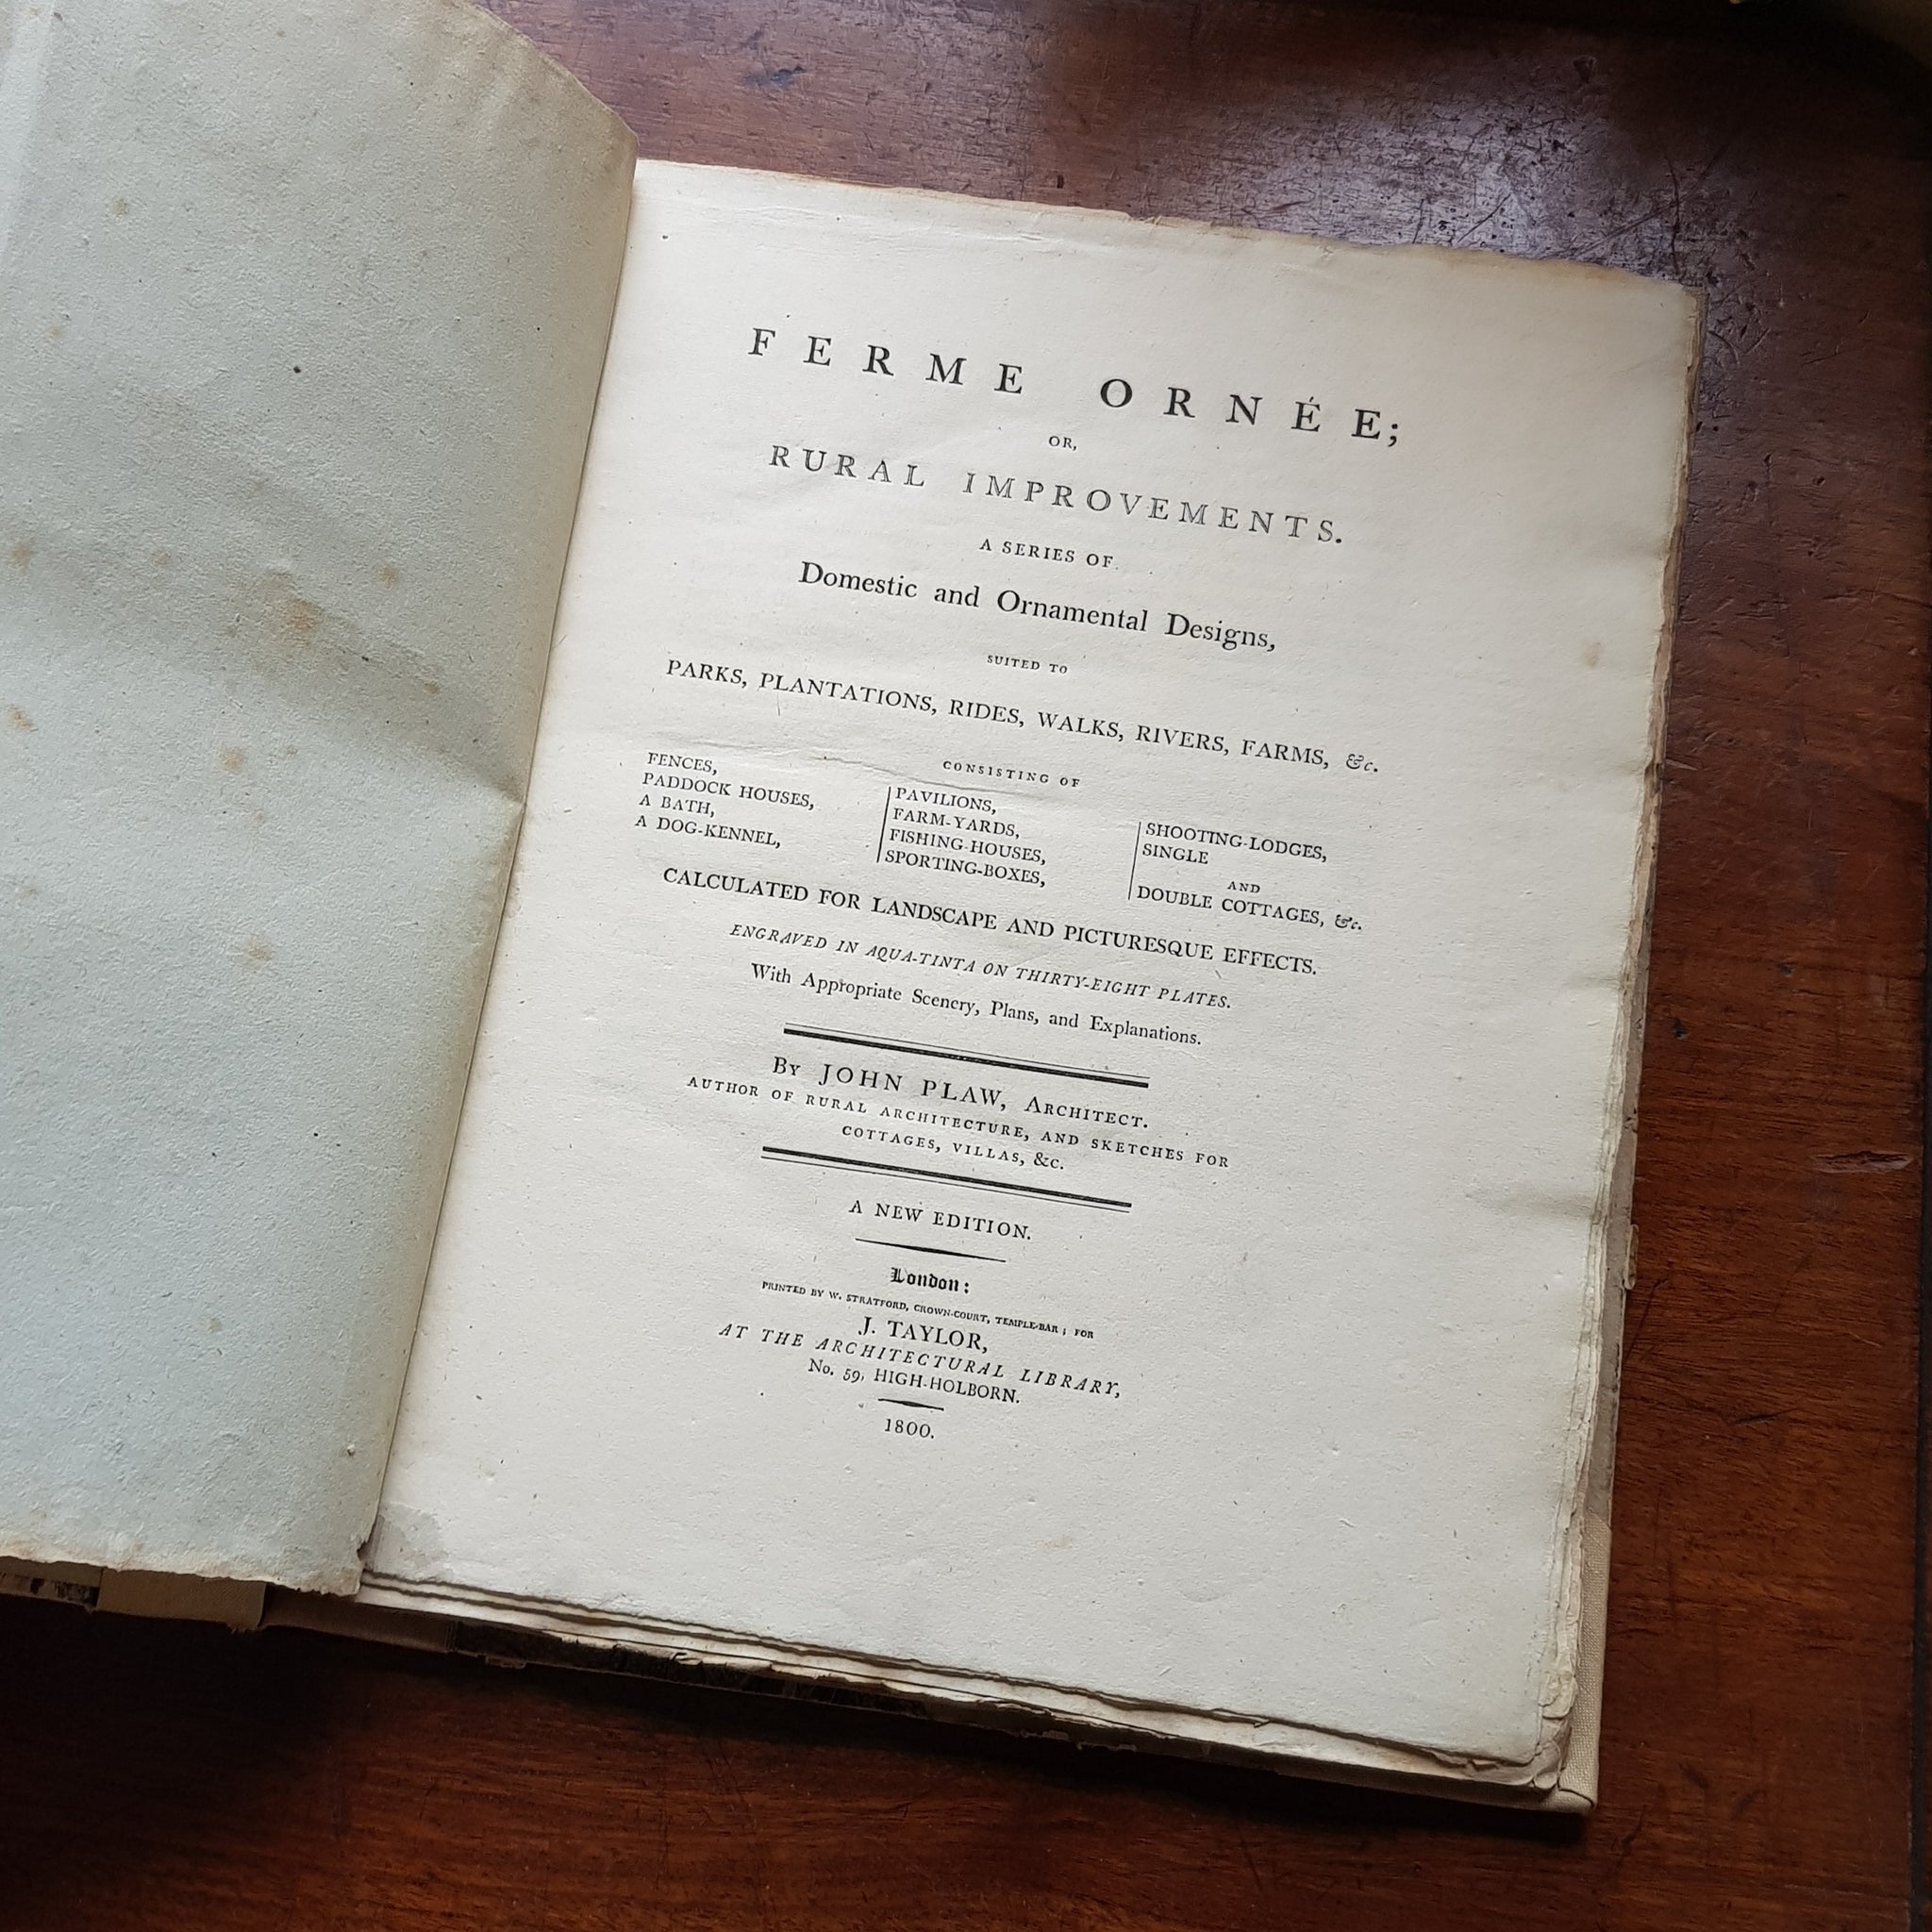 FERME ORNÉE;
OR,
RURAL IMPROVEMENTS.
A SERIES OF
Domestic and Ornamental Designs,
SUITED TO
PARKS, PLANTATIONS, RIDES, WALKS, RIVERS, FARMS, &c.
CONSISTING OF
FENCES,
PADDOCK HOUSES,
A BATH,
A DOG-KENNEL,
PAVILIONS,
FARM-YARDS,
FISHING-HOUSES,
SPORTING-BOXES,
SHOOTING-LODGES,
SINGLE
AND
DOUBLE COTTAGES, &c.
CALCULATED FOR LANDSCAPE AND PICTURESQUE EFFECTS.
ENGRAVED IN AQUA-TINTA ON THIRTY-EIGHT PLATES.
With Appropriate Scenery, Plans, and Explanations.
By JOHN PLAW, ARCHITECT.
AUTHOR OF RURAL ARCHITECTURE, AND SKETCHES FOR
COTTAGES, VILLAS, &c.
A NEW EDITION.
London:
PRINTED BY W. STRATFORD, CROWN-COURT, TEMPLE-BAR; FOR
J. TAYLOR,
AT THE ARCHITECTURAL LIBRARY,
No. 59, HIGH-HOLBORN.
1800.